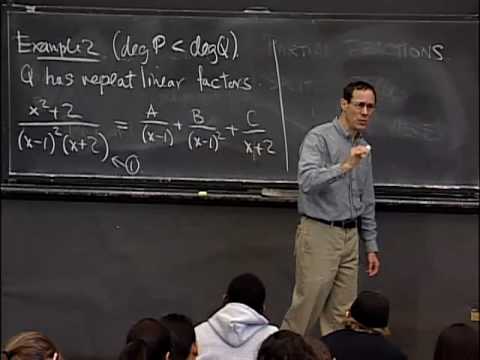 Example 2 (deg P < deg Q).
Q has repeat linear factors.
x²+2 / (x-1)²(x+2) = A/(x-1) + B/(x-1)² + C/x+2
①
PARTIAL FRACTIONS